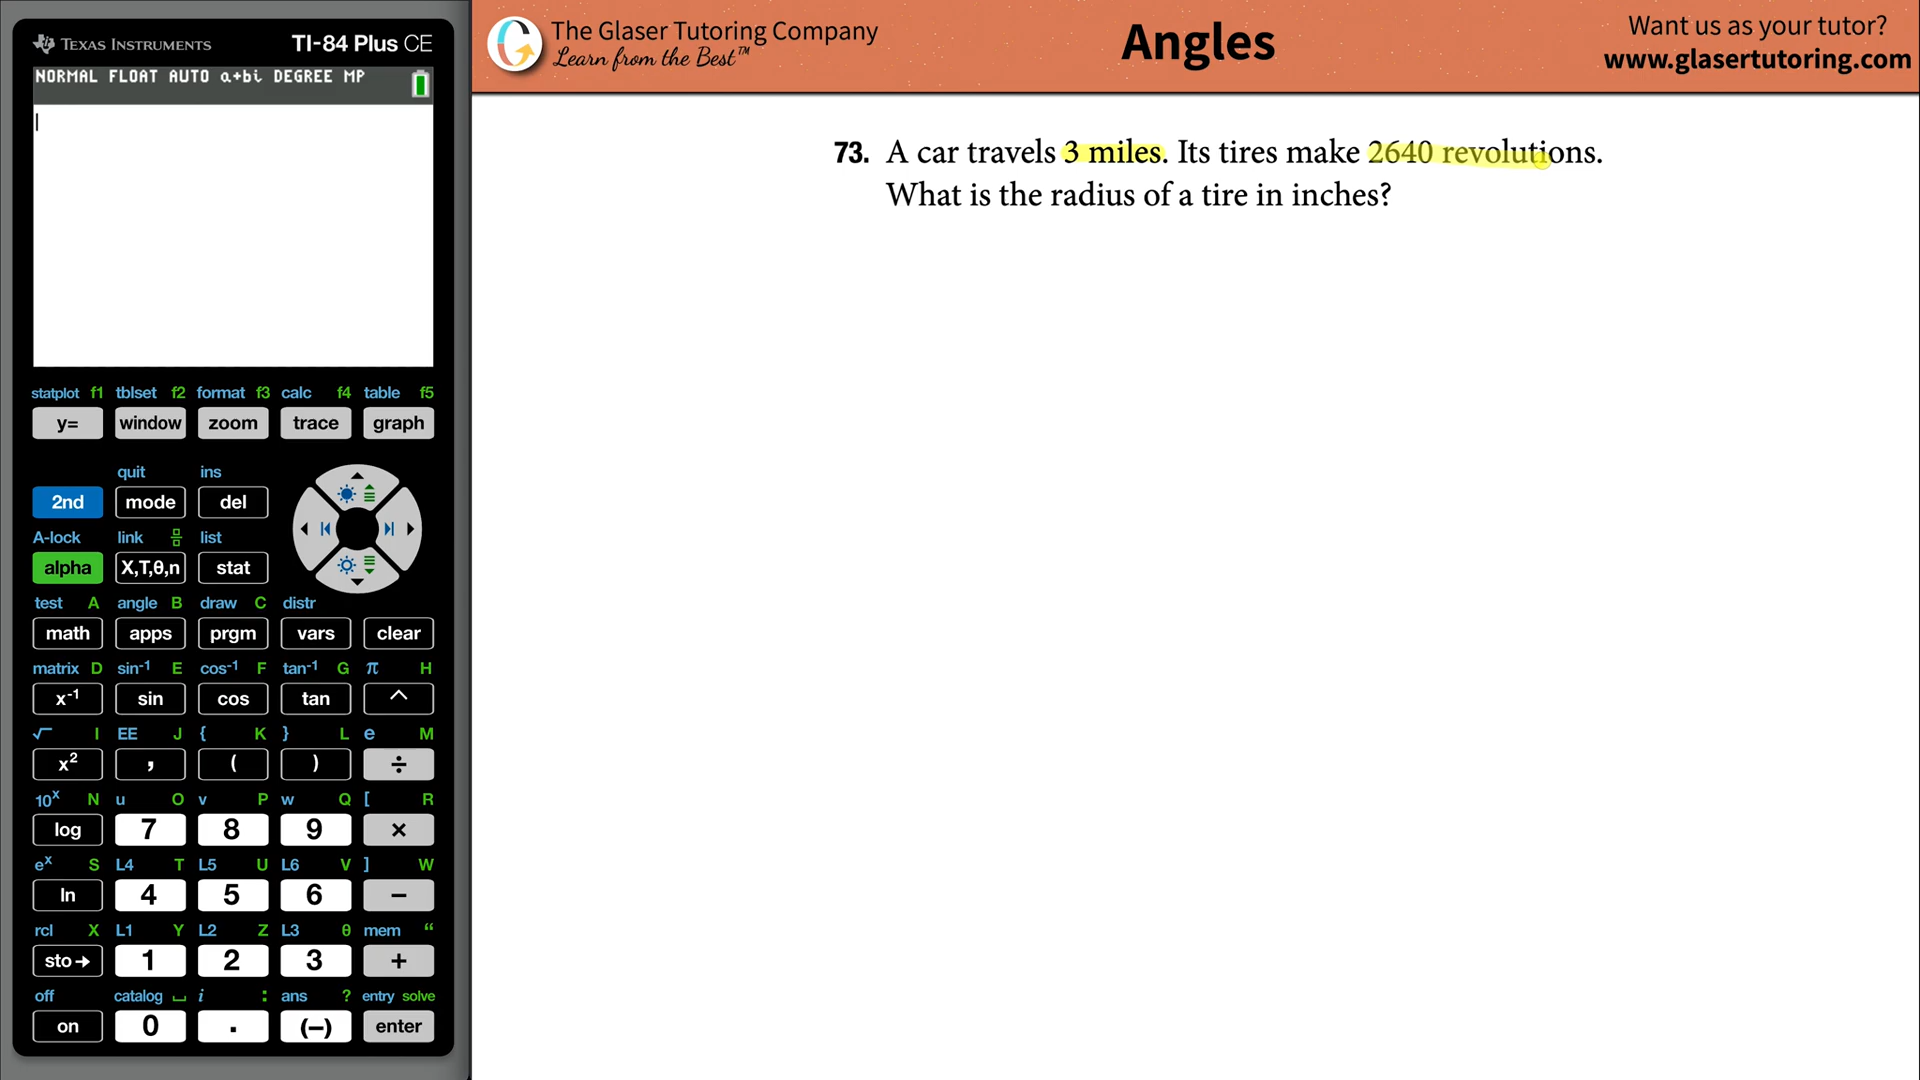 TEXAS INSTRUMENTS TI-84 Plus CE
NORMAL FLOAT AUTO a+bi DEGREE MP
statplot f1 tblset f2 format f3 calc f4 table f5
y= window zoom trace graph
quit ins
2nd mode del
A-lock link list
alpha X,T,θ,n stat
test A angle B draw C distr
math apps prgm vars clear
matrix D sin⁻¹ E cos⁻¹ F tan⁻¹ G π H
x⁻¹ sin cos tan ^
√ I EE J { K } L e M
x² , ( ) ÷
10ˣ N u O v P w Q [ R
log 7 8 9 ×
eˣ S L4 T L5 U L6 V ] W
ln 4 5 6 −
rcl X L1 Y L2 Z L3 θ mem “
sto→ 1 2 3 +
off catalog ⎵ i : ans ? entry solve
on 0 . (−) enter
The Glaser Tutoring Company
Learn from the Best™
Angles
Want us as your tutor?
www.glasertutoring.com
73. A car travels 3 miles. Its tires make 2640 revolutions.
What is the radius of a tire in inches?